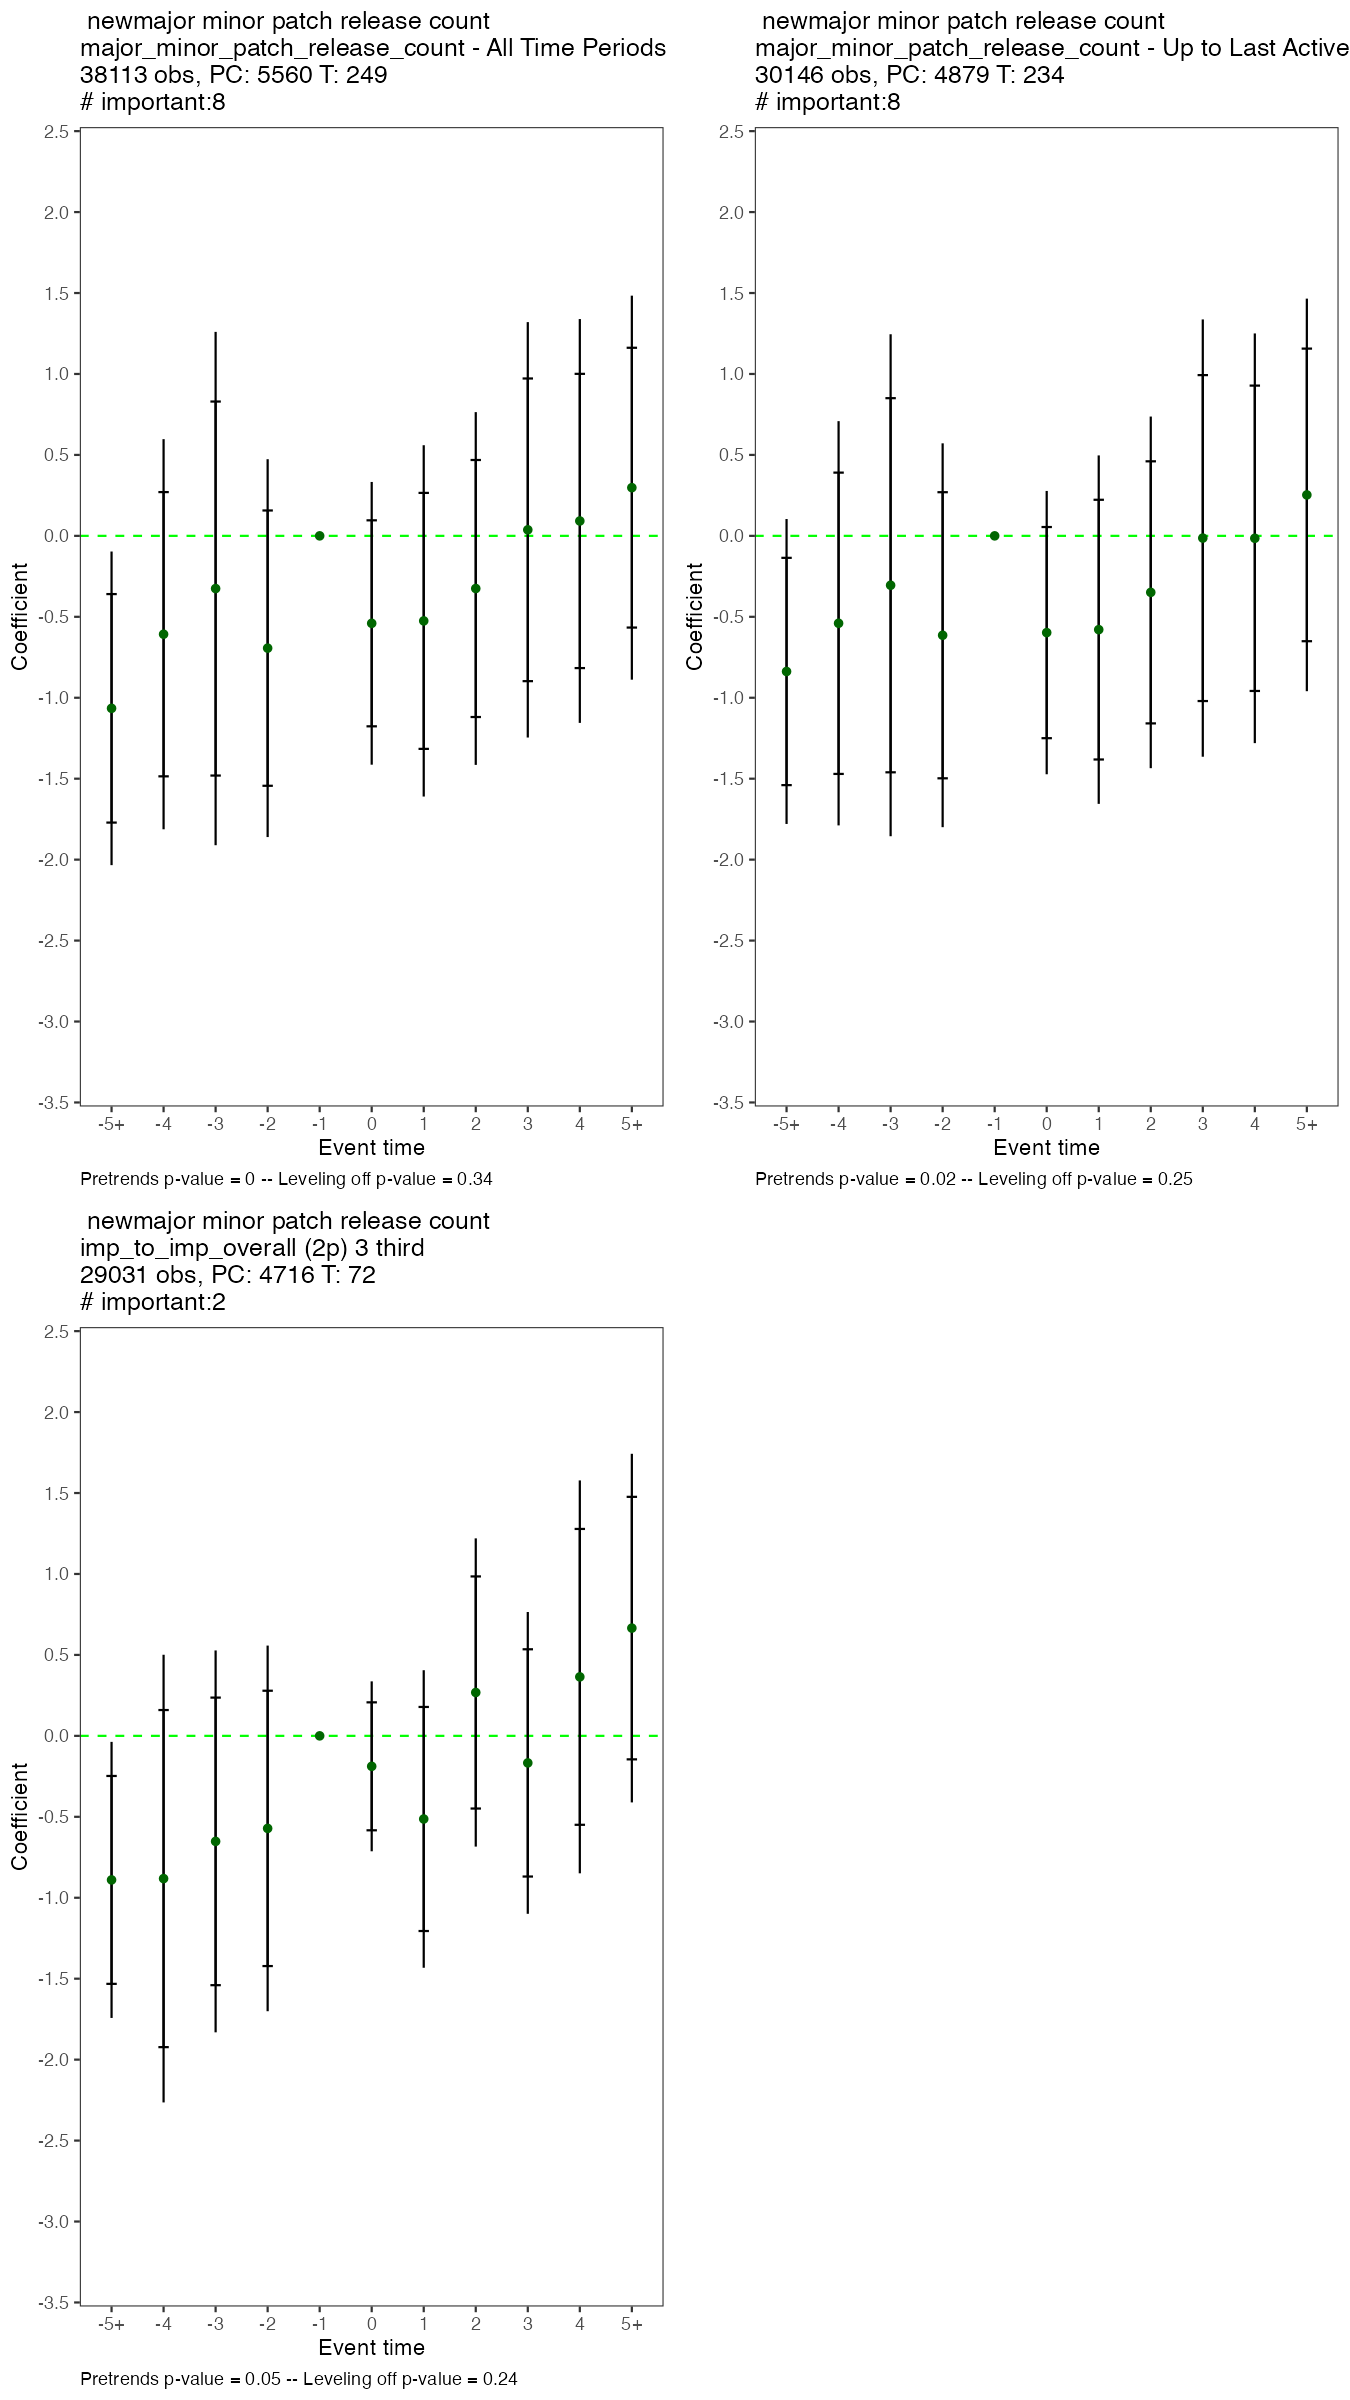 newmajor minor patch release count
major_minor_patch_release_count - All Time Periods
38113 obs, PC: 5560 T: 249
# important:8
2.5
2.0
1.5
1.0
0.5
0.0
-0.5
-1.0
-1.5
-2.0
-2.5
-3.0
-3.5
Coefficient
-5+ -4 -3 -2 -1 0 1 2 3 4 5+
Event time
Pretrends p-value = 0 -- Leveling off p-value = 0.34
newmajor minor patch release count
major_minor_patch_release_count - Up to Last Active
30146 obs, PC: 4879 T: 234
# important:8
2.5
2.0
1.5
1.0
0.5
0.0
-0.5
-1.0
-1.5
-2.0
-2.5
-3.0
-3.5
Coefficient
-5+ -4 -3 -2 -1 0 1 2 3 4 5+
Event time
Pretrends p-value = 0.02 -- Leveling off p-value = 0.25
newmajor minor patch release count
imp_to_imp_overall (2p) 3 third
29031 obs, PC: 4716 T: 72
# important:2
2.5
2.0
1.5
1.0
0.5
0.0
-0.5
-1.0
-1.5
-2.0
-2.5
-3.0
-3.5
Coefficient
-5+ -4 -3 -2 -1 0 1 2 3 4 5+
Event time
Pretrends p-value = 0.05 -- Leveling off p-value = 0.24